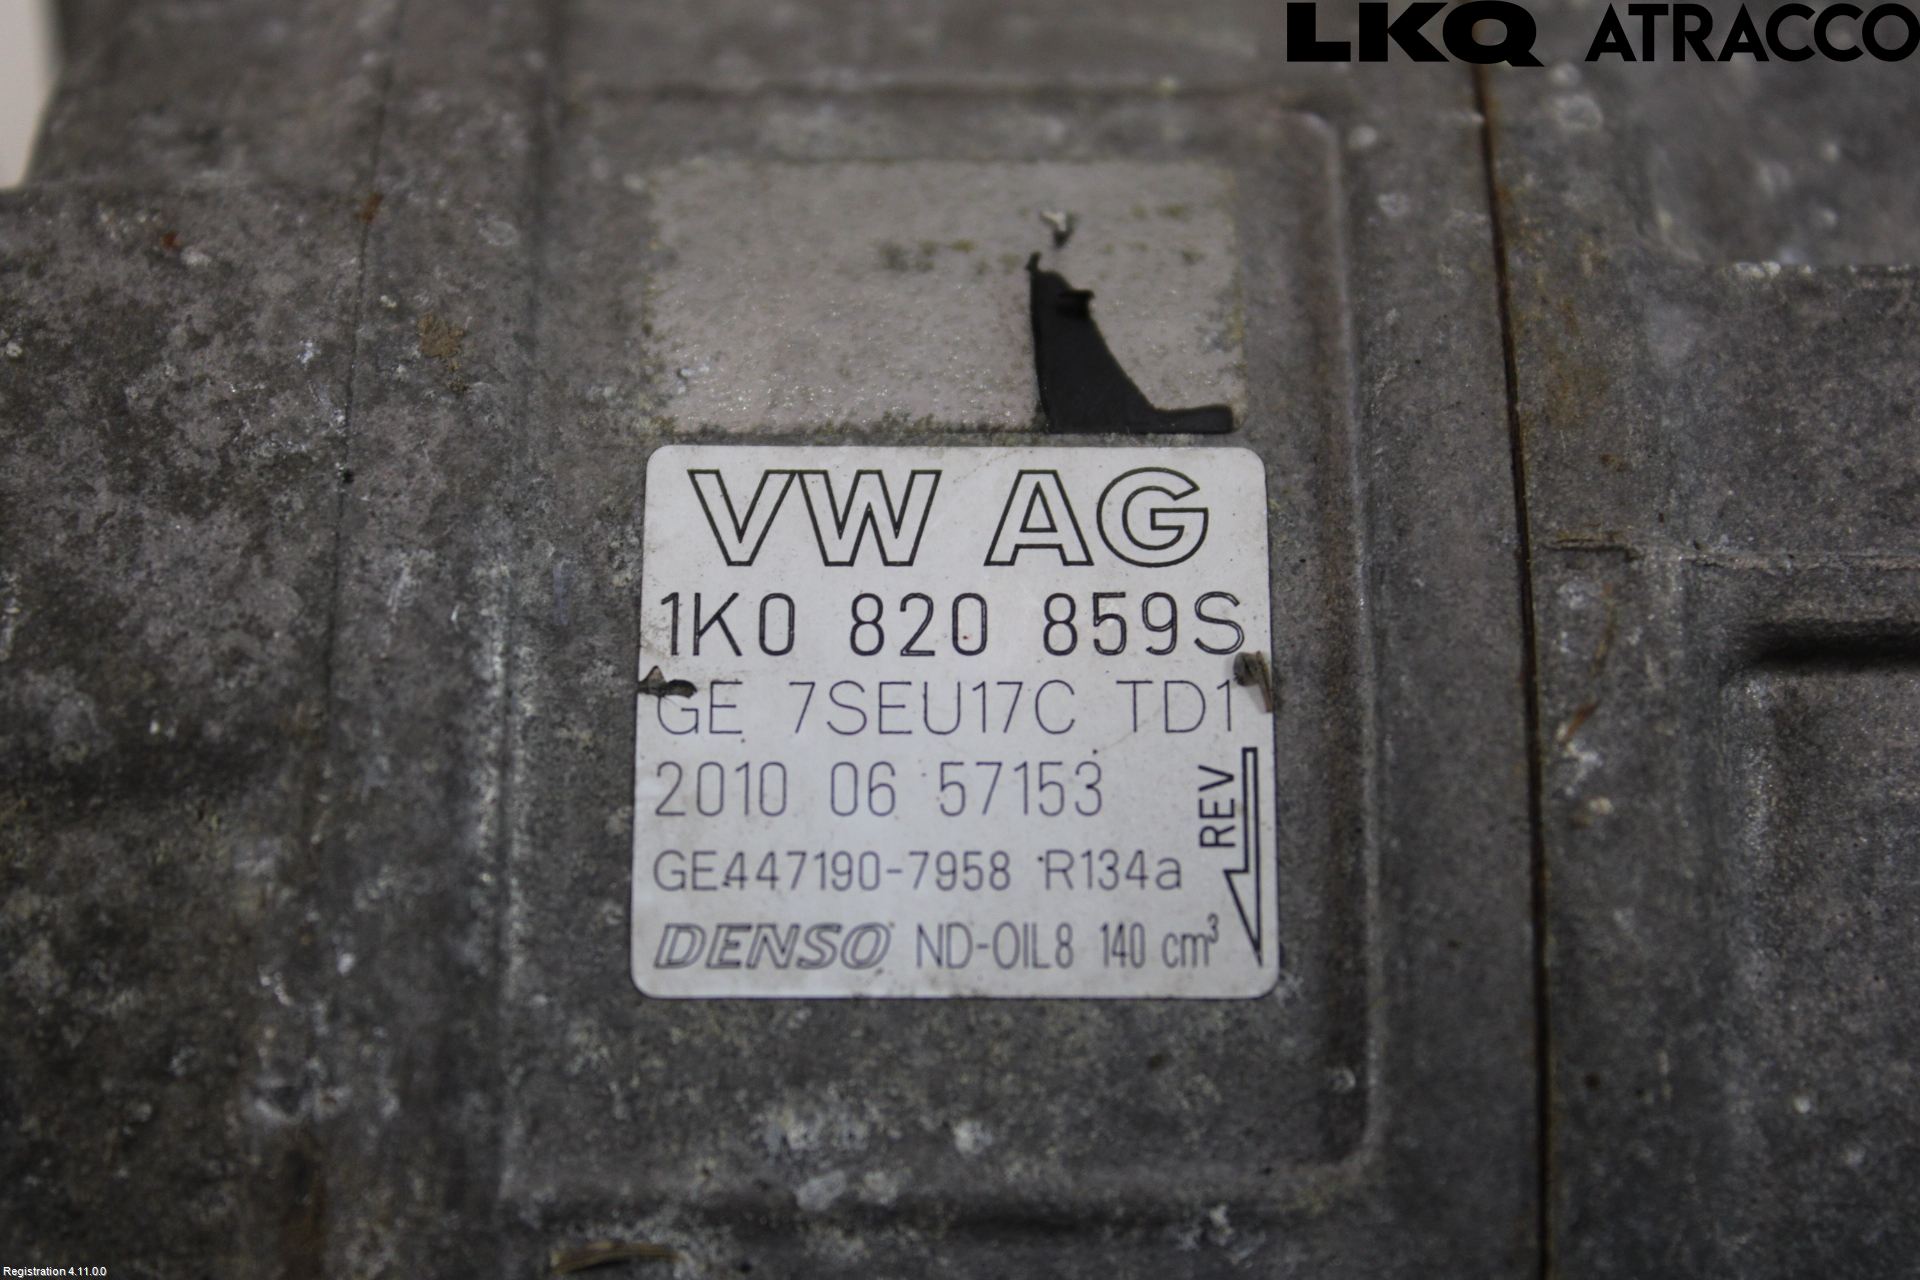 LKQ ATRACCO
VW AG
1K0 820 859S
GE 7SEU17C TD1
2010 06 57153
REV
GE447190-7958 R134a
DENSO ND-OIL8 140 cm³
Registration 4.11.0.0